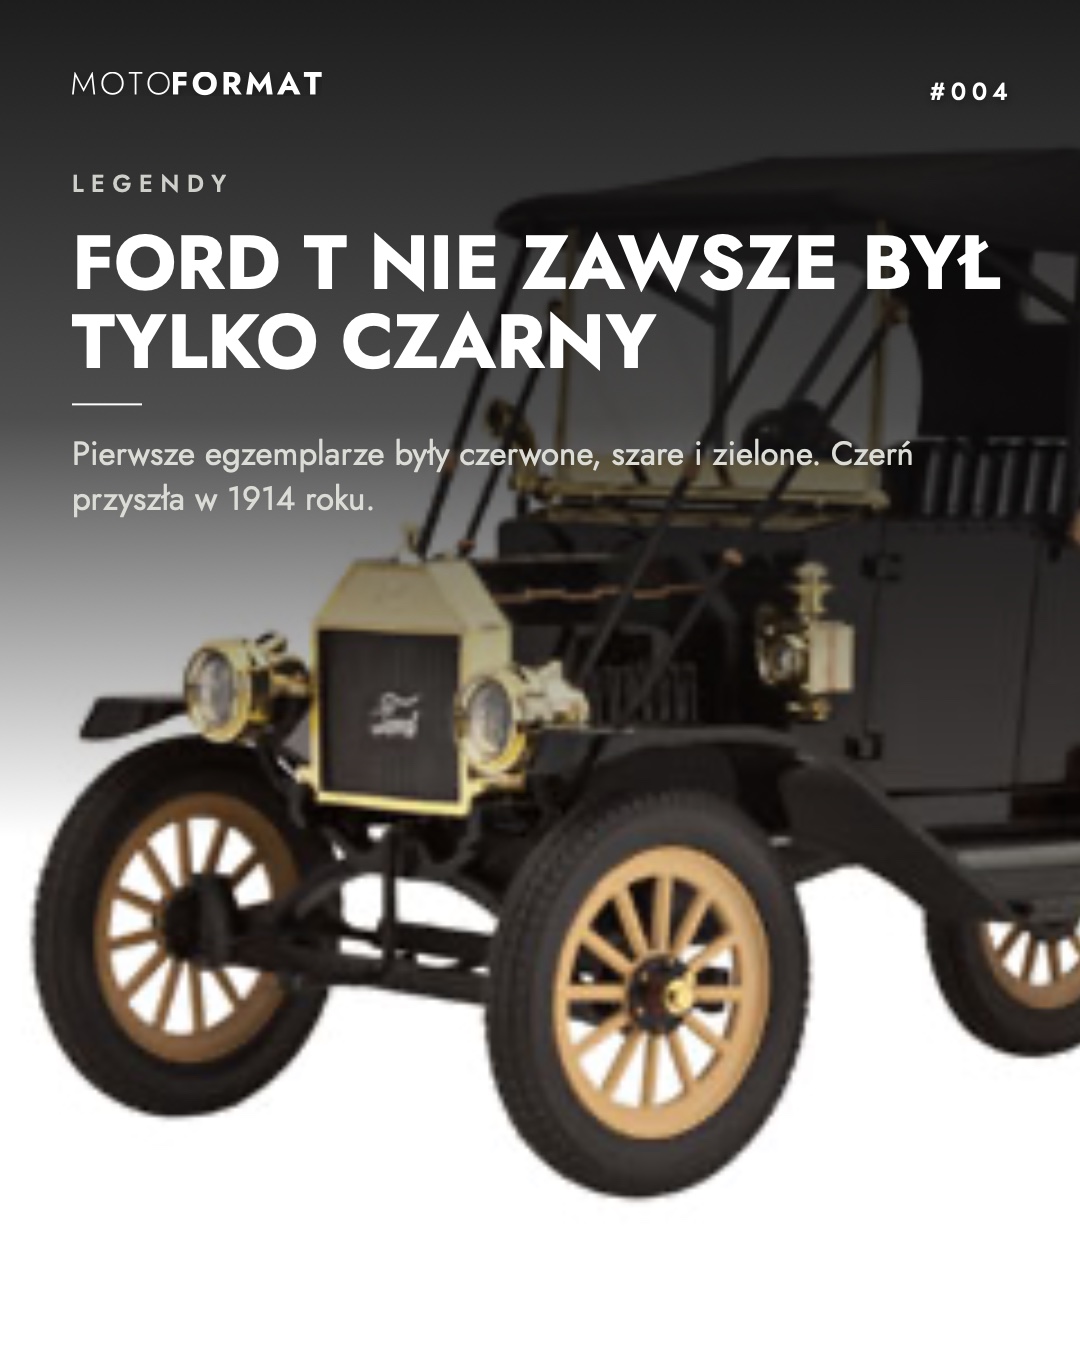 MOTOFORMAT
#004
LEGENDY
FORD T NIE ZAWSZE BYŁ
TYLKO CZARNY
Pierwsze egzemplarze były czerwone, szare i zielone. Czerń
przyszła w 1914 roku.
Ford